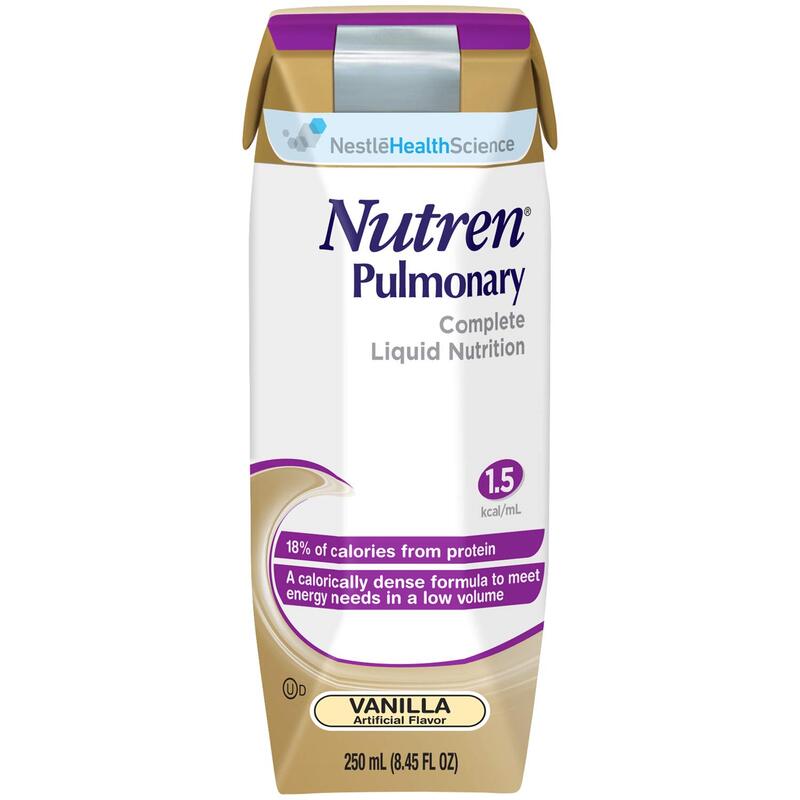 NestlēHealthScience
Nutren®
Pulmonary
Complete
Liquid Nutrition
1.5
kcal/mL
18% of calories from protein
A calorically dense formula to meet
energy needs in a low volume
UD
VANILLA
Artificial Flavor
250 mL (8.45 FL OZ)